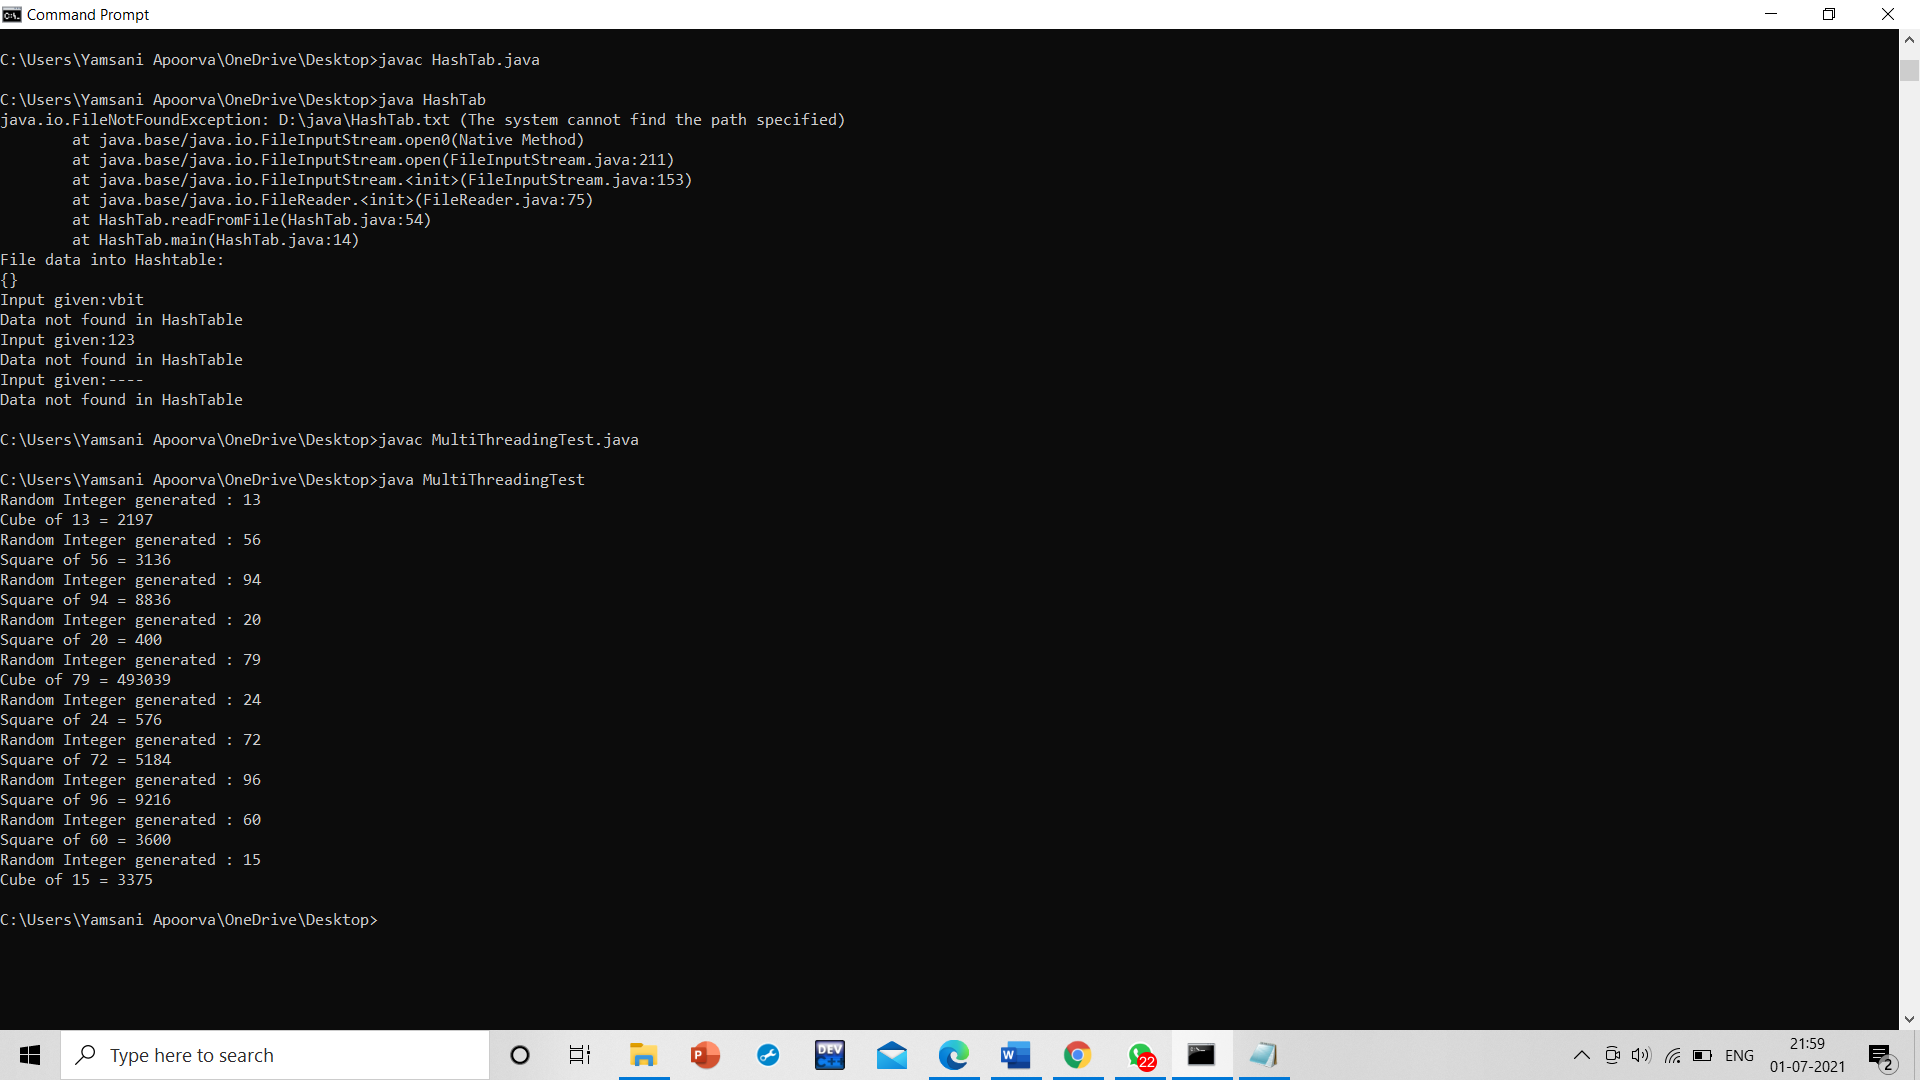 Command Prompt
C:\Users\Yamsani Apoorva\OneDrive\Desktop>javac HashTab.java
C:\Users\Yamsani Apoorva\OneDrive\Desktop>java HashTab
java.io.FileNotFoundException: D:\java\HashTab.txt (The system cannot find the path specified)
        at java.base/java.io.FileInputStream.open0(Native Method)
        at java.base/java.io.FileInputStream.open(FileInputStream.java:211)
        at java.base/java.io.FileInputStream.<init>(FileInputStream.java:153)
        at java.base/java.io.FileReader.<init>(FileReader.java:75)
        at HashTab.readFromFile(HashTab.java:54)
        at HashTab.main(HashTab.java:14)
File data into Hashtable:
{}
Input given:vbit
Data not found in HashTable
Input given:123
Data not found in HashTable
Input given:----
Data not found in HashTable
C:\Users\Yamsani Apoorva\OneDrive\Desktop>javac MultiThreadingTest.java
C:\Users\Yamsani Apoorva\OneDrive\Desktop>java MultiThreadingTest
Random Integer generated : 13
Cube of 13 = 2197
Random Integer generated : 56
Square of 56 = 3136
Random Integer generated : 94
Square of 94 = 8836
Random Integer generated : 20
Square of 20 = 400
Random Integer generated : 79
Cube of 79 = 493039
Random Integer generated : 24
Square of 24 = 576
Random Integer generated : 72
Square of 72 = 5184
Random Integer generated : 96
Square of 96 = 9216
Random Integer generated : 60
Square of 60 = 3600
Random Integer generated : 15
Cube of 15 = 3375
C:\Users\Yamsani Apoorva\OneDrive\Desktop>
Type here to search
P
DEV C++
W
22
ENG
21:59
01-07-2021
2